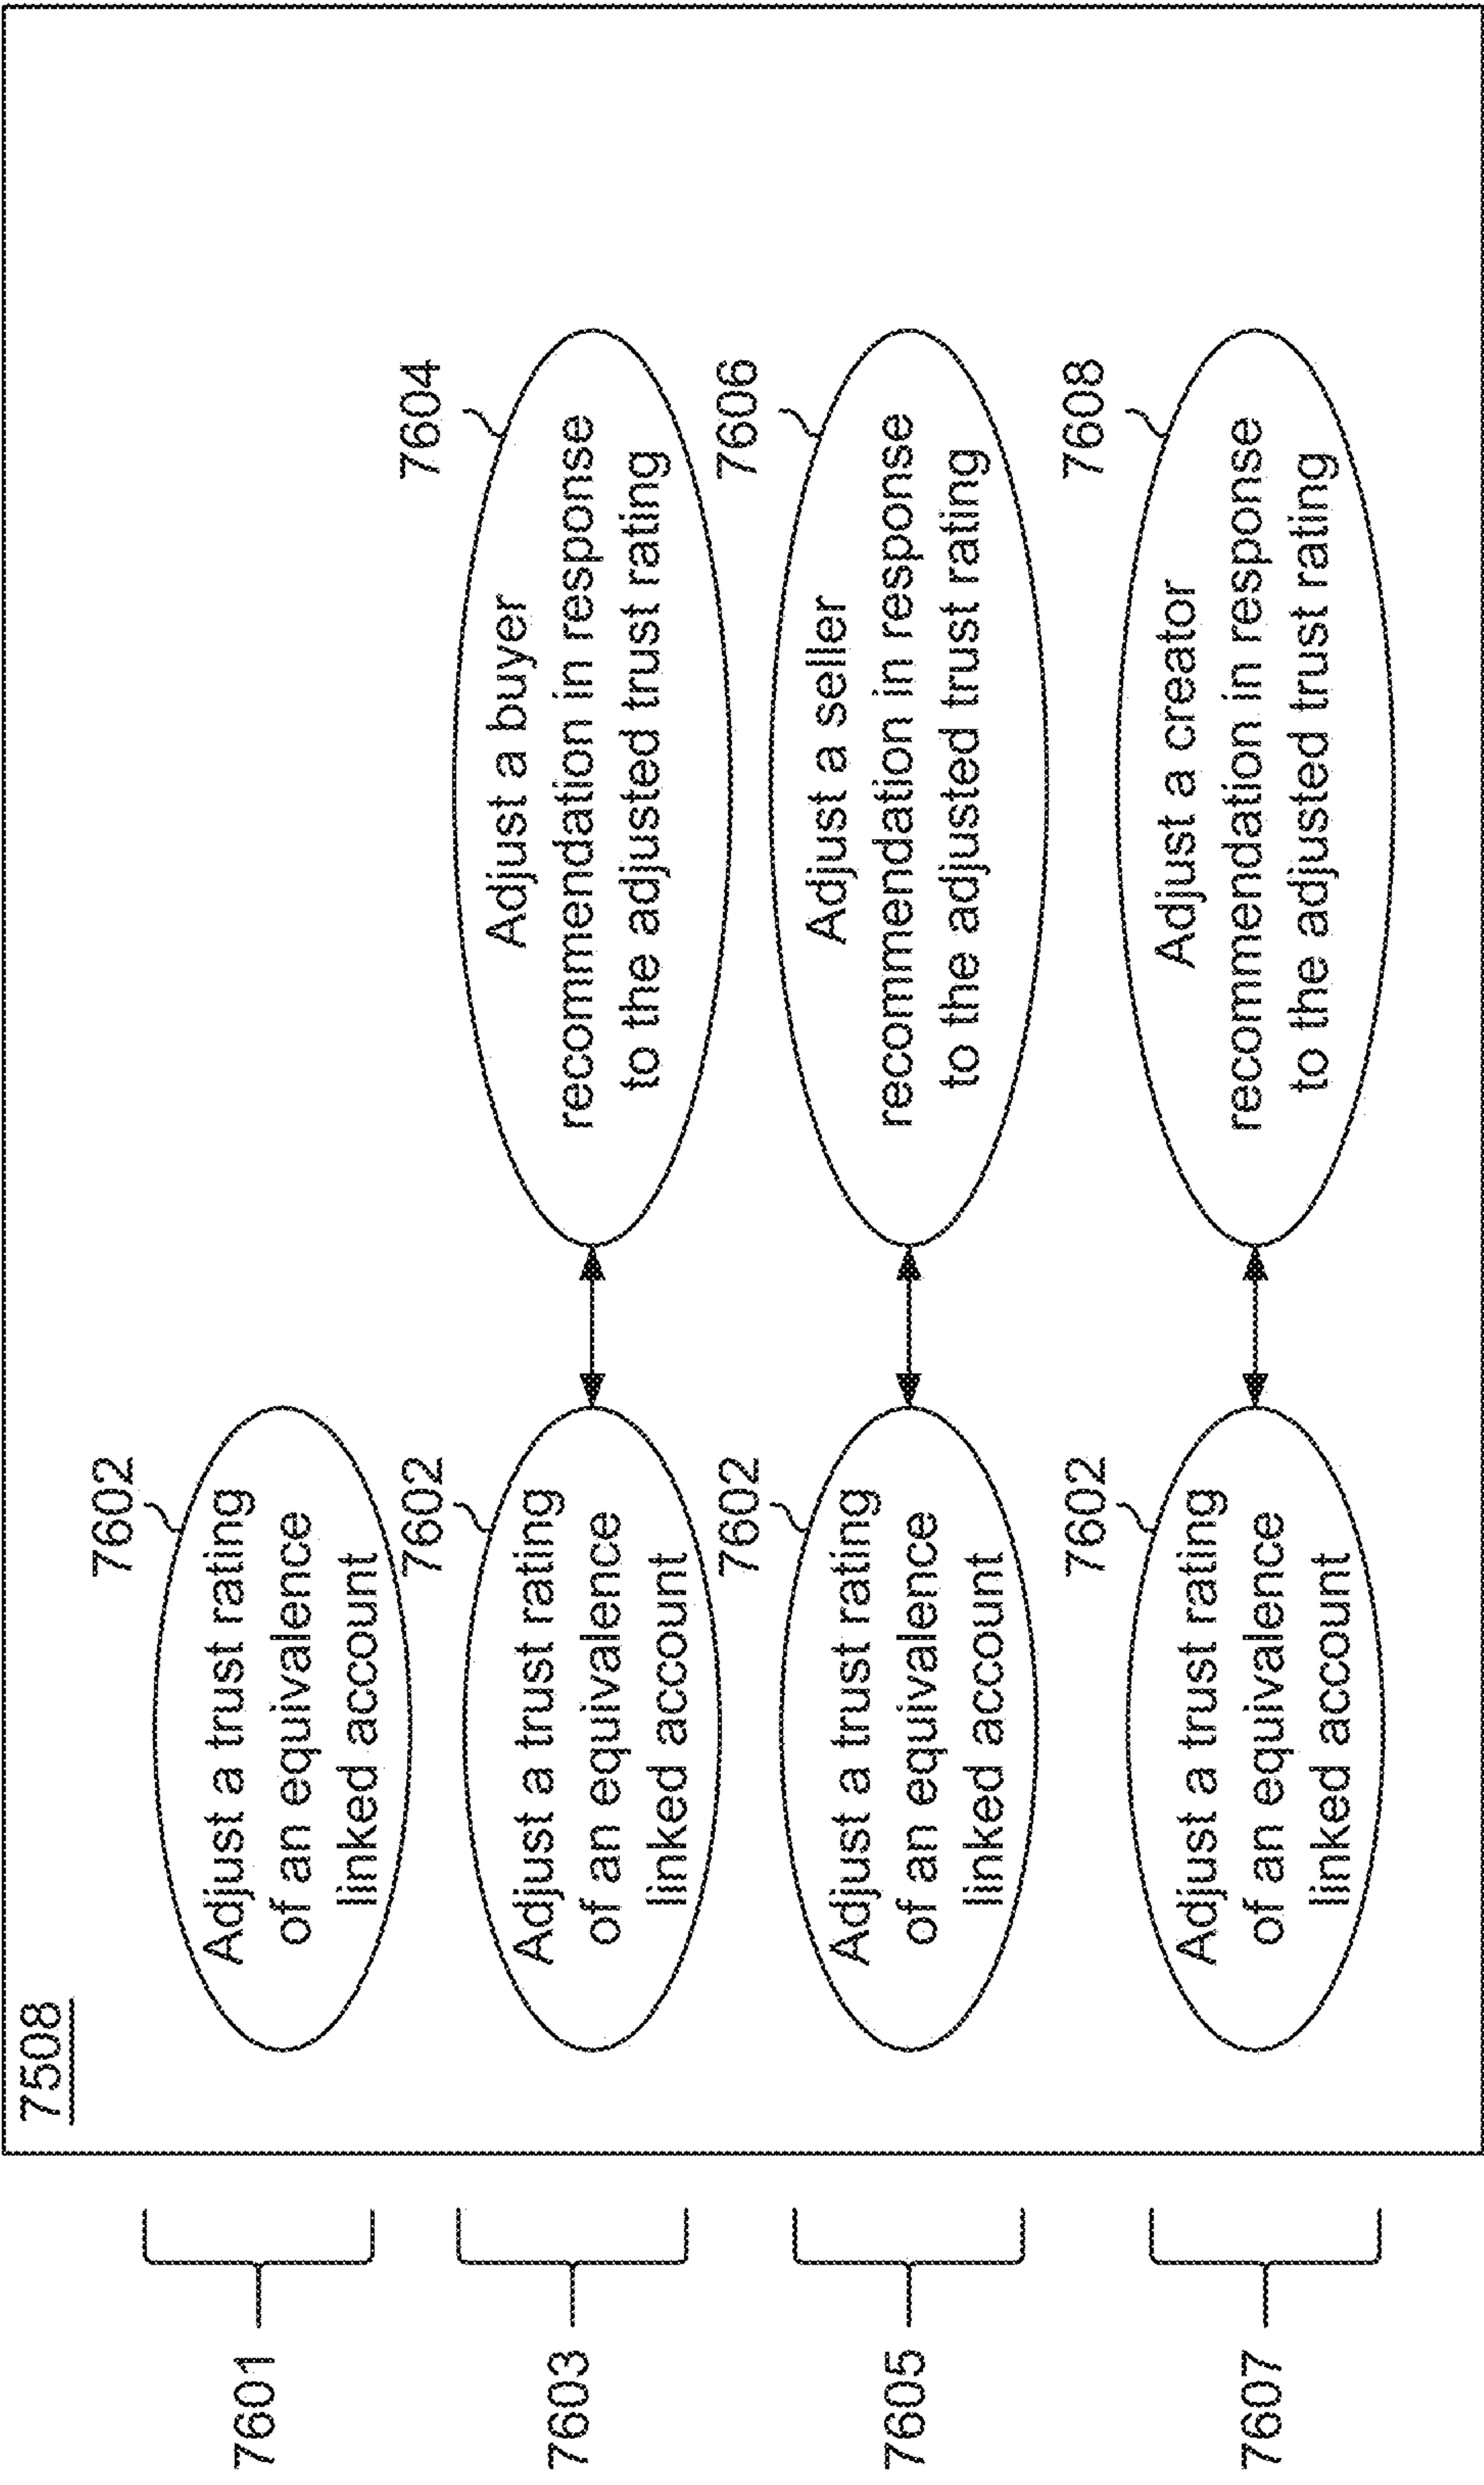 7508
7601
7602
Adjust a trust rating
of an equivalence
linked account
7603
7602
Adjust a trust rating
of an equivalence
linked account
7604
Adjust a buyer
recommendation in response
to the adjusted trust rating
7605
7602
Adjust a trust rating
of an equivalence
linked account
7606
Adjust a seller
recommendation in response
to the adjusted trust rating
7607
7602
Adjust a trust rating
of an equivalence
linked account
7608
Adjust a creator
recommendation in response
to the adjusted trust rating